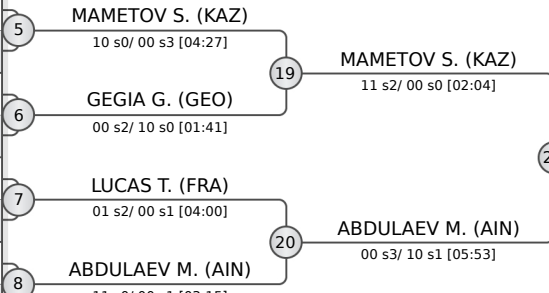 MAMETOV S. (KAZ)
5
10 s0/ 00 s3 [04:27]
19
MAMETOV S. (KAZ)
11 s2/ 00 s0 [02:04]
GEGIA G. (GEO)
6
00 s2/ 10 s0 [01:41]
LUCAS T. (FRA)
7
01 s2/ 00 s1 [04:00]
20
ABDULAEV M. (AIN)
00 s3/ 10 s1 [05:53]
ABDULAEV M. (AIN)
8